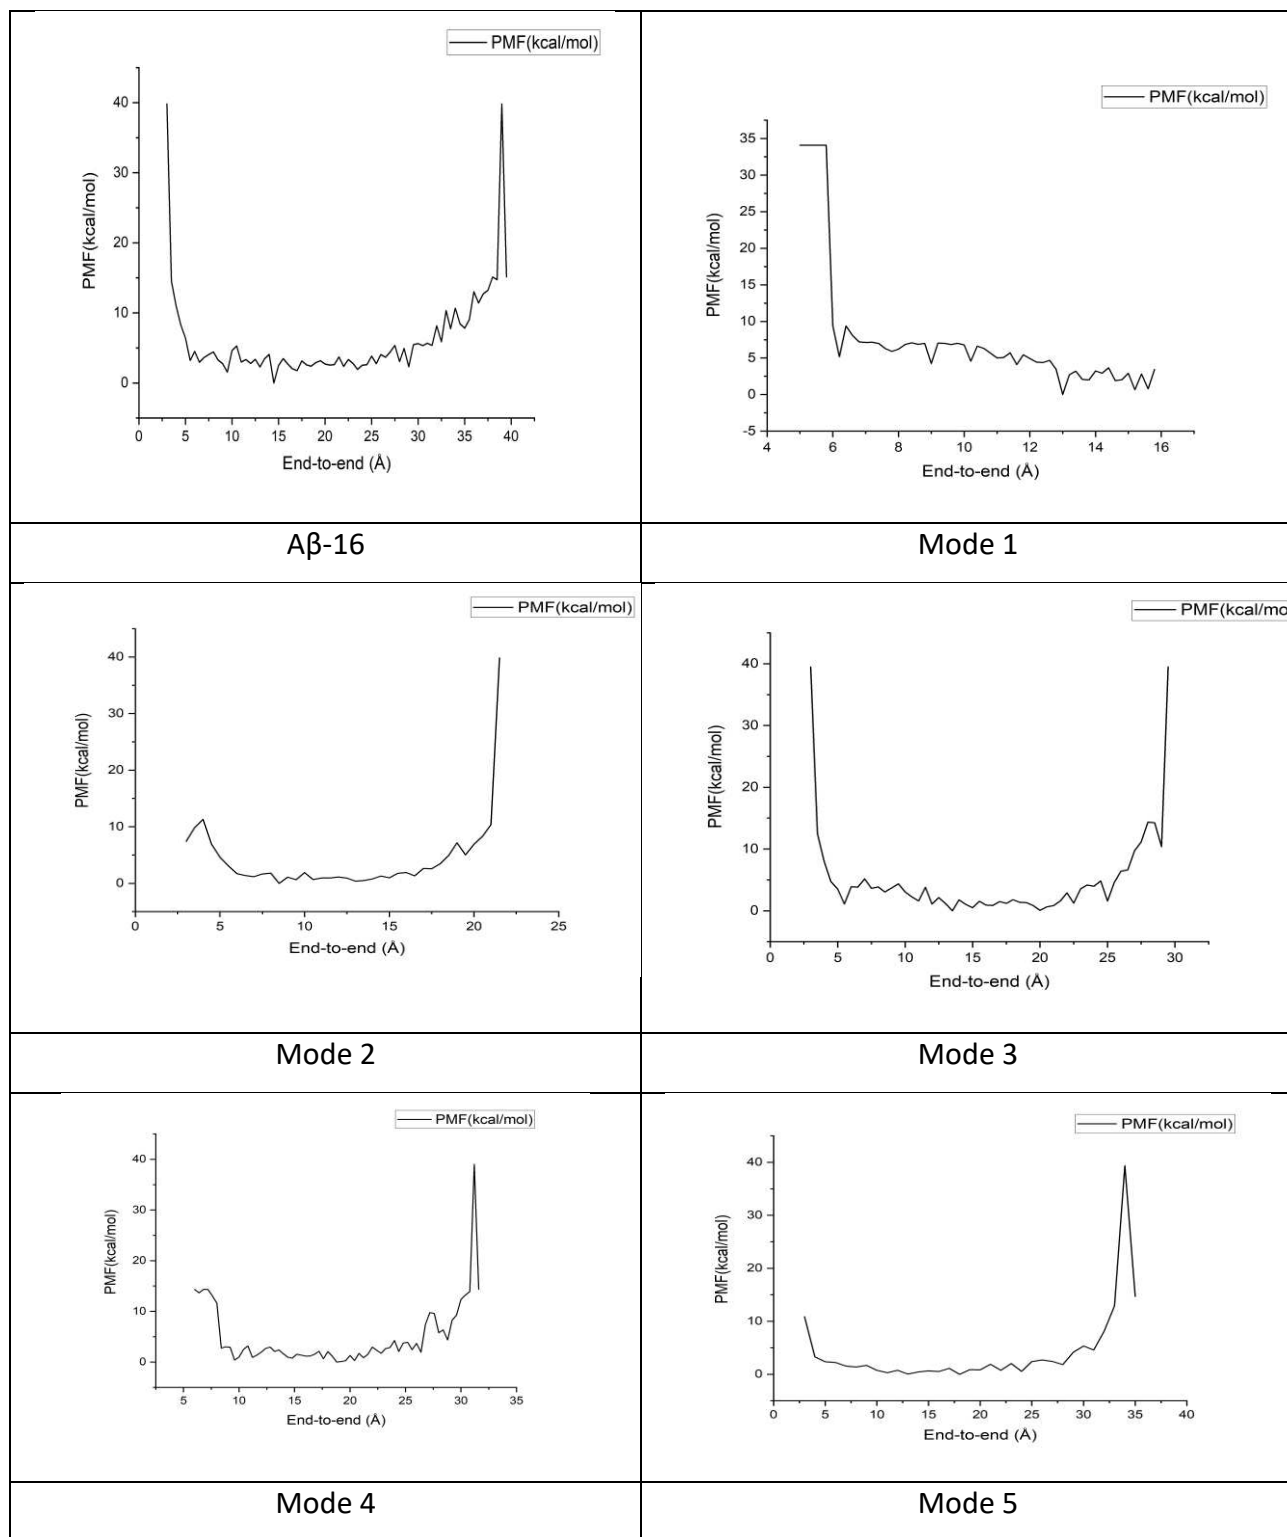 PMF(kcal/mol)
PMF(kcal/mol)
40
30
20
10
0
0 5 10 15 20 25 30 35 40
End-to-end (Å)
Aβ-16
PMF(kcal/mol)
PMF(kcal/mol)
35
30
25
20
15
10
5
0
-5
4 6 8 10 12 14 16
End-to-end (Å)
Mode 1
PMF(kcal/mol)
PMF(kcal/mol)
40
30
20
10
0
0 5 10 15 20 25
End-to-end (Å)
Mode 2
PMF(kcal/mo
PMF(kcal/mol)
40
30
20
10
0
0 5 10 15 20 25 30
End-to-end (Å)
Mode 3
PMF(kcal/mol)
PMF(kcal/mol)
40
30
20
10
0
5 10 15 20 25 30 35
End-to-end (Å)
Mode 4
PMF(kcal/mol)
PMF(kcal/mol)
40
30
20
10
0
0 5 10 15 20 25 30 35 40
End-to-end (Å)
Mode 5